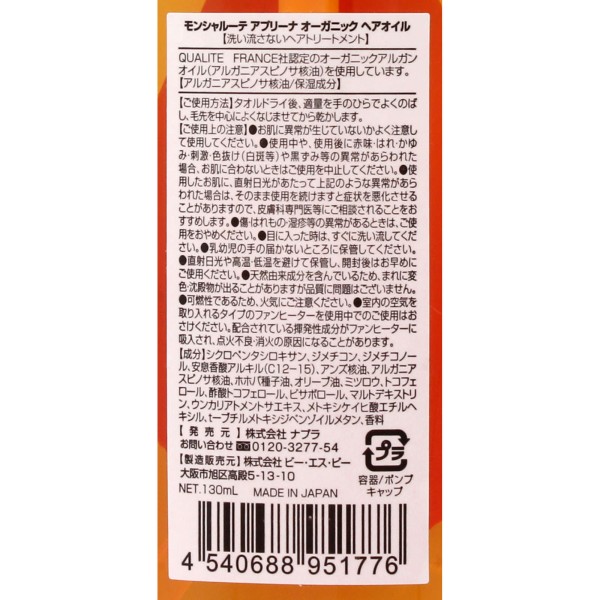 モンシャルーテ アプリーナ オーガニック ヘアオイル
【洗い流さないヘアトリートメント】
QUALITE FRANCE社認定のオーガニックアルガン
オイル(アルガニアスピノサ核油)を使用しています。
【アルガニアスピノサ核油/保湿成分】
【ご使用方法】タオルドライ後、適量を手のひらでよくのば
し、毛先を中心によくなじませてから乾かします。
【ご使用上の注意】●お肌に異常が生じていないかよく注意し
て使用してください。●使用中や、使用後に赤味・はれ・かゆ
み・刺激・色抜け(白斑等)や黒ずみ等の異常があらわれた
場合、お肌に合わないときはご使用を中止してください。●
使用したお肌に、直射日光があたって上記のような異常があら
われた場合は、そのまま使用を続けますと症状を悪化させる
ことがありますので、皮膚科専門医等にご相談されることをお
すすめします。●傷・はれもの・湿疹等の異常があるときは、ご使
用をおやめください。●目に入った時は、すぐに洗い流してくだ
さい。●乳幼児の手の届かないところに保管してください。
●直射日光や高温・低温を避けて保管し、開封後はお早めに
ご使用ください。●天然由来成分を含んでいるため、まれに変
色・沈殿物が出ることがありますが品質に問題はございません。
●可燃性であるため、火気にご注意ください。●室内の空気を
取り入れるタイプのファンヒーターを使用中でのご使用はお
さけください。配合されている揮発性成分がファンヒーターに
吸入され、点火不良・消火の原因になることがあります。
【成分】シクロペンタシロキサン、ジメチコン、ジメチコノー
ル、安息香酸アルキル(C12-15)、アンズ核油、アルガニア
スピノサ核油、ホホバ種子油、オリーブ油、ミツロウ、トコフェ
ロール、酢酸トコフェロール、ビサボロール、マルトデキストリ
ン、ウンカリアトメントサエキス、メトキシケイヒ酸エチルヘ
キシル、t-ブチルメトキシジベンゾイルメタン、香料
【発売元】株式会社 ナプラ
お問い合わせ☎0120-3277-54
【製造販売元】株式会社 ビー・エス・ピー
大阪市旭区高殿5-13-10
NET.130mL MADE IN JAPAN
プラ
容器/ポンプ
キャップ
4 540688 951776